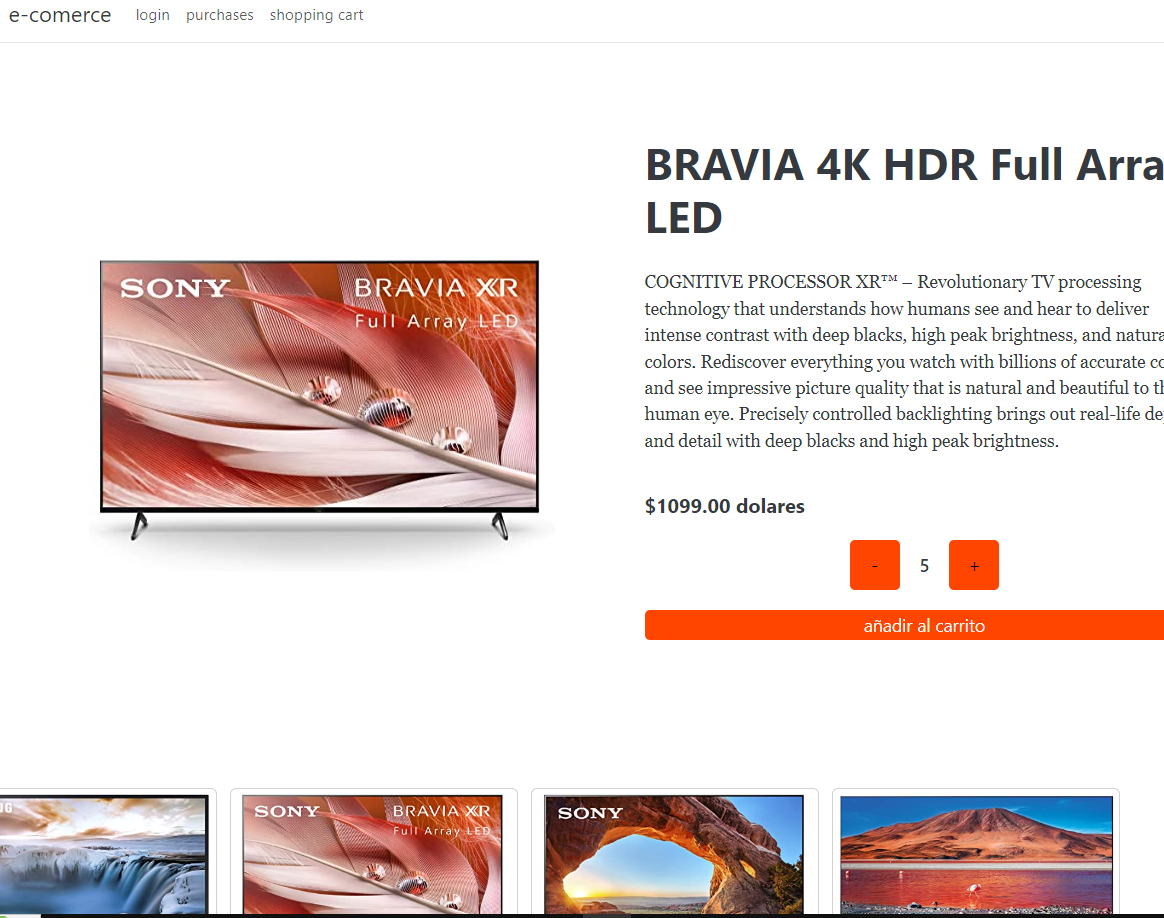 e-comerce login purchases shopping cart
BRAVIA 4K HDR Full Arra
LED
SONY BRAVIA XR
Full Array LED
COGNITIVE PROCESSOR XR™ – Revolutionary TV processing
technology that understands how humans see and hear to deliver
intense contrast with deep blacks, high peak brightness, and natura
colors. Rediscover everything you watch with billions of accurate co
and see impressive picture quality that is natural and beautiful to th
human eye. Precisely controlled backlighting brings out real-life de
and detail with deep blacks and high peak brightness.
$1099.00 dolares
- 5 +
añadir al carrito
SONY BRAVIA XR
Full Array LED
SONY